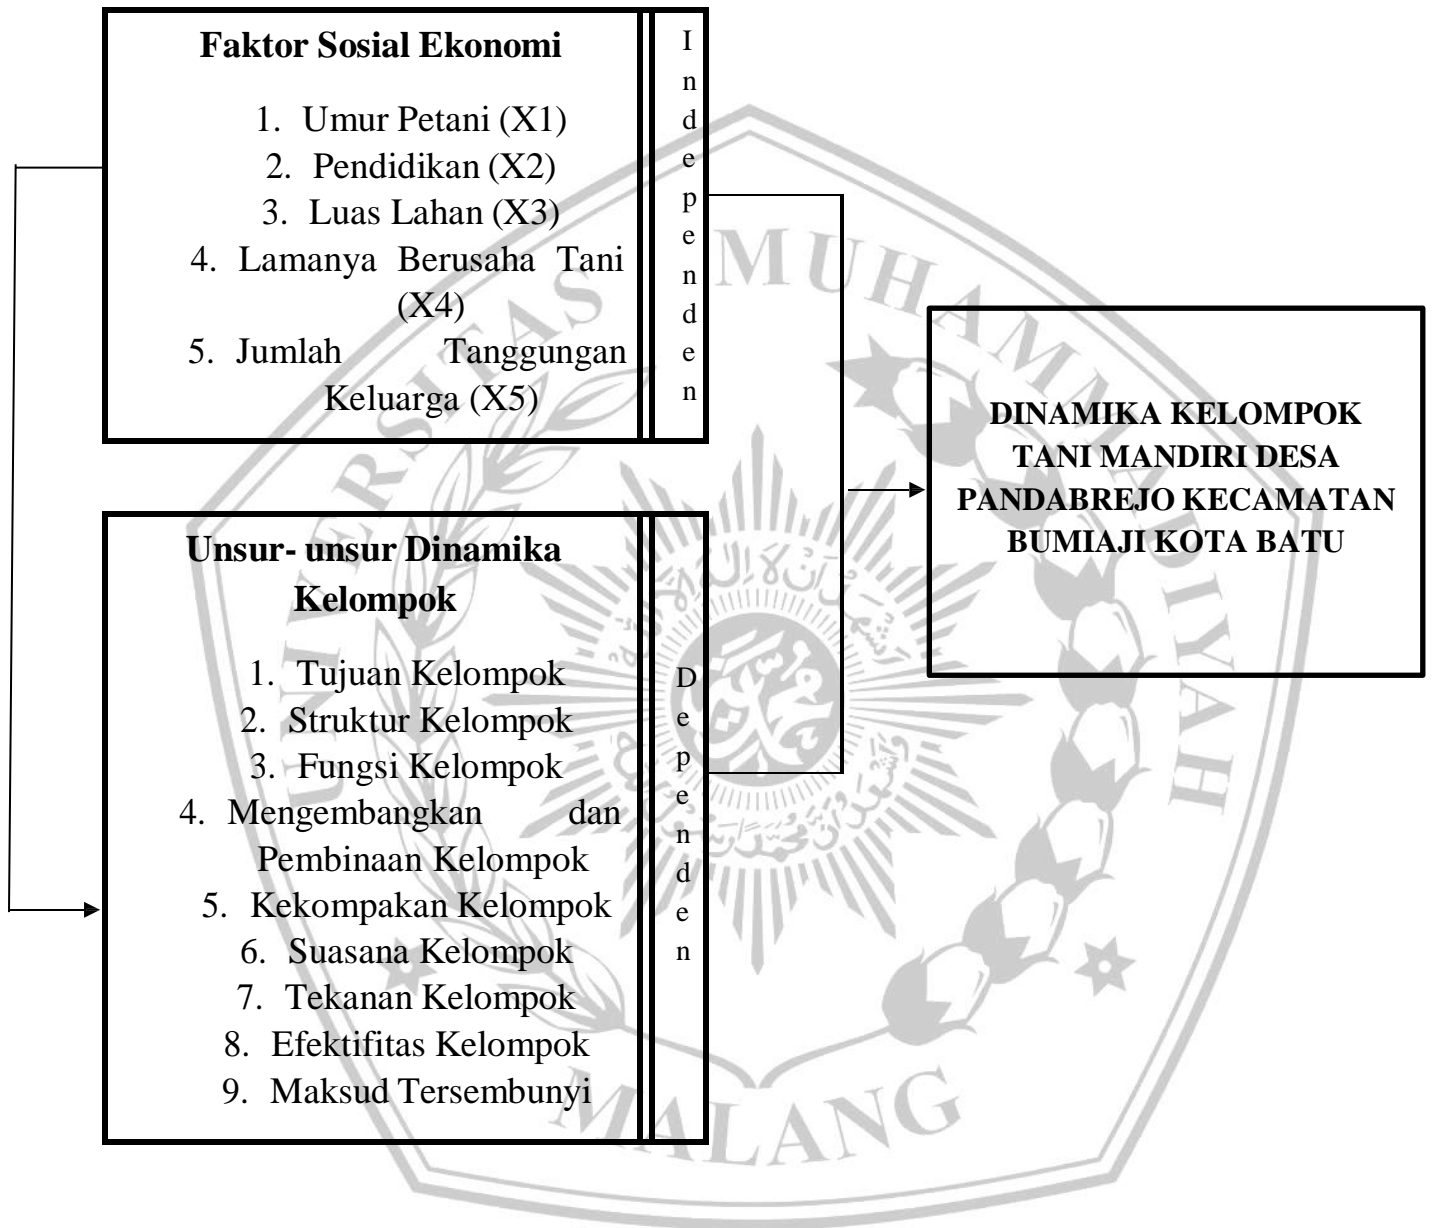 Faktor Sosial Ekonomi
1. Umur Petani (X1)
2. Pendidikan (X2)
3. Luas Lahan (X3)
4. Lamanya Berusaha Tani
(X4)
5. Jumlah Tanggungan
Keluarga (X5)
Independen
Unsur- unsur Dinamika
Kelompok
1. Tujuan Kelompok
2. Struktur Kelompok
3. Fungsi Kelompok
4. Mengembangkan dan
Pembinaan Kelompok
5. Kekompakan Kelompok
6. Suasana Kelompok
7. Tekanan Kelompok
8. Efektifitas Kelompok
9. Maksud Tersembunyi
Dependen
DINAMIKA KELOMPOK
TANI MANDIRI DESA
PANDABREJO KECAMATAN
BUMIAJI KOTA BATU
UNIVERSITAS MUHAMMADIYAH
MALANG